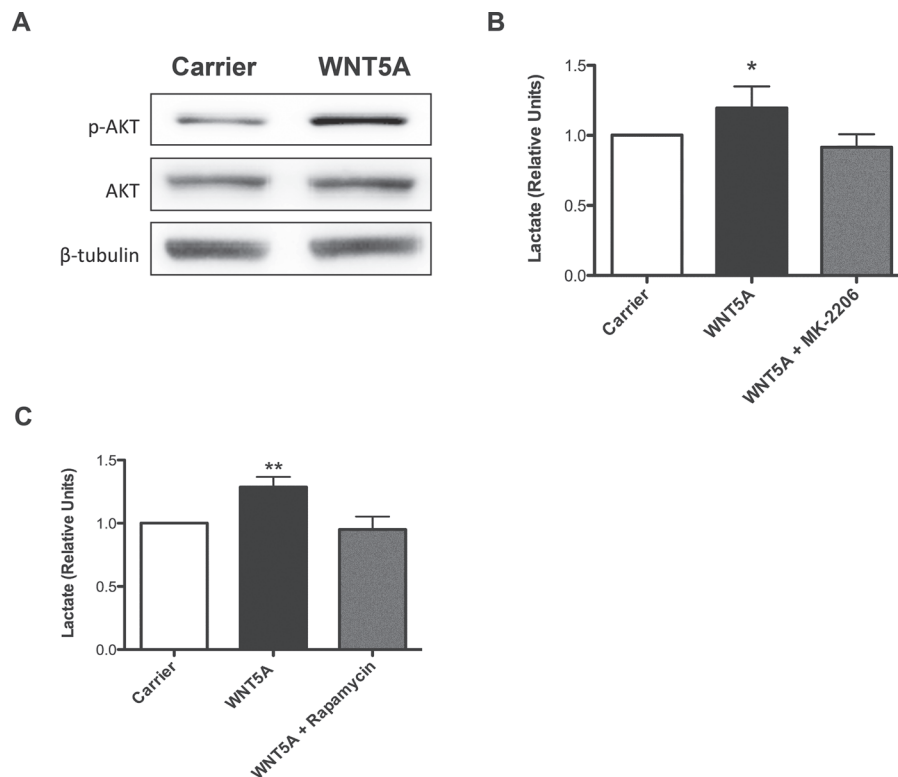 A
Carrier WNT5A
p-AKT
AKT
β-tubulin
B
Lactate (Relative Units)
1.5
1.0
0.5
0.0
*
Carrier
WNT5A
WNT5A + MK-2206
C
Lactate (Relative Units)
1.5
1.0
0.5
0.0
**
Carrier
WNT5A
WNT5A + Rapamycin